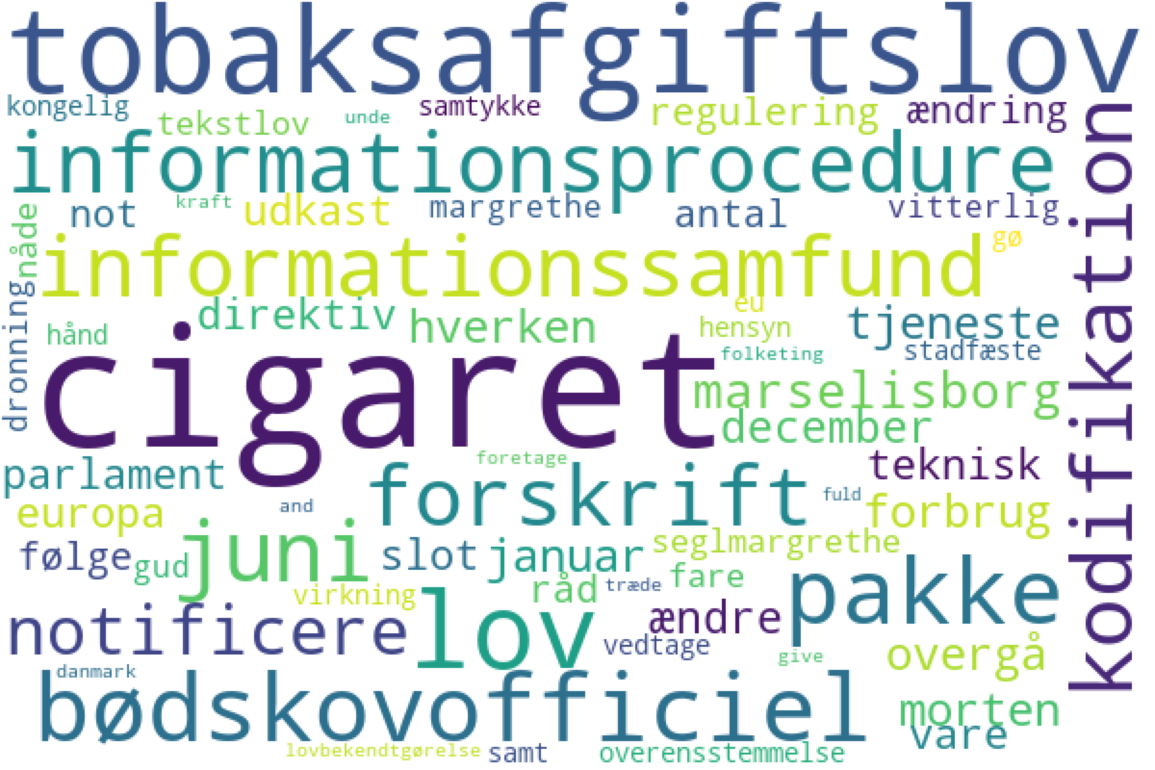 tobaksafgiftslov
kongelig
tekstlov
unde
samtykke
regulering
ændring
informationsprocedure
kodifikation
not
kraft
udkast
margrethe
antal
vitterlig
nåde
informationssamfund
gø
dronning
hånd
direktiv
hverken
eu
hensyn
tjeneste
folketing
stadfæste
cigaret
marselisborg
december
parlament
foretage
forskrift
teknisk
and
fuld
europa
forbrug
følge
gud
juni
slot
januar
seglmargrethe
virkning
råd
træde
fare
pakke
notificere
lov
ændre
vedtage
give
overgå
danmark
bødskovofficiel
morten
vare
lovbekendtgørelse
samt
overensstemmelse